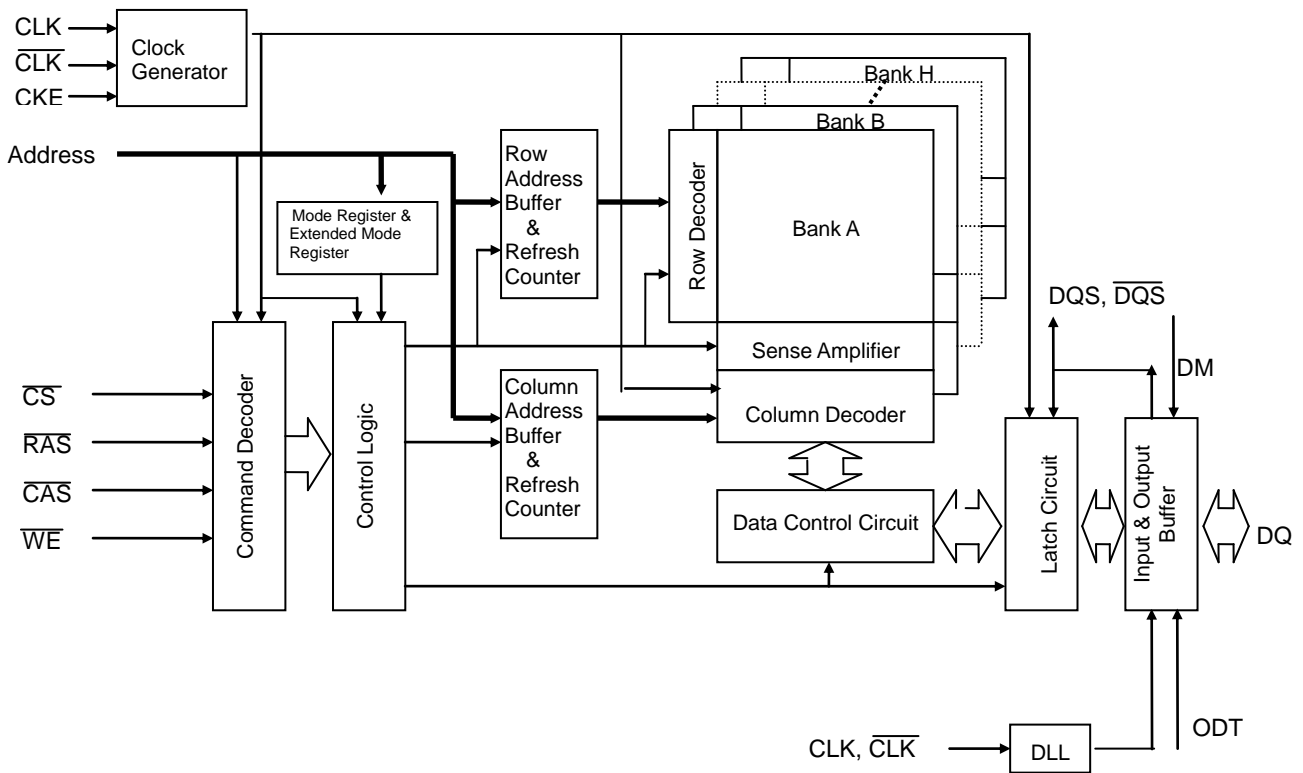 CLK
CLK
CKE
Clock
Generator
Address
Mode Register &
Extended Mode
Register
Row
Address
Buffer
&
Refresh
Counter
Row Decoder
Bank H
Bank B
Bank A
Sense Amplifier
Column Decoder
Column
Address
Buffer
&
Refresh
Counter
CS
RAS
CAS
WE
Command Decoder
Control Logic
Data Control Circuit
Latch Circuit
Input & Output
Buffer
DQS, DQS
DM
DQ
ODT
CLK, CLK
DLL